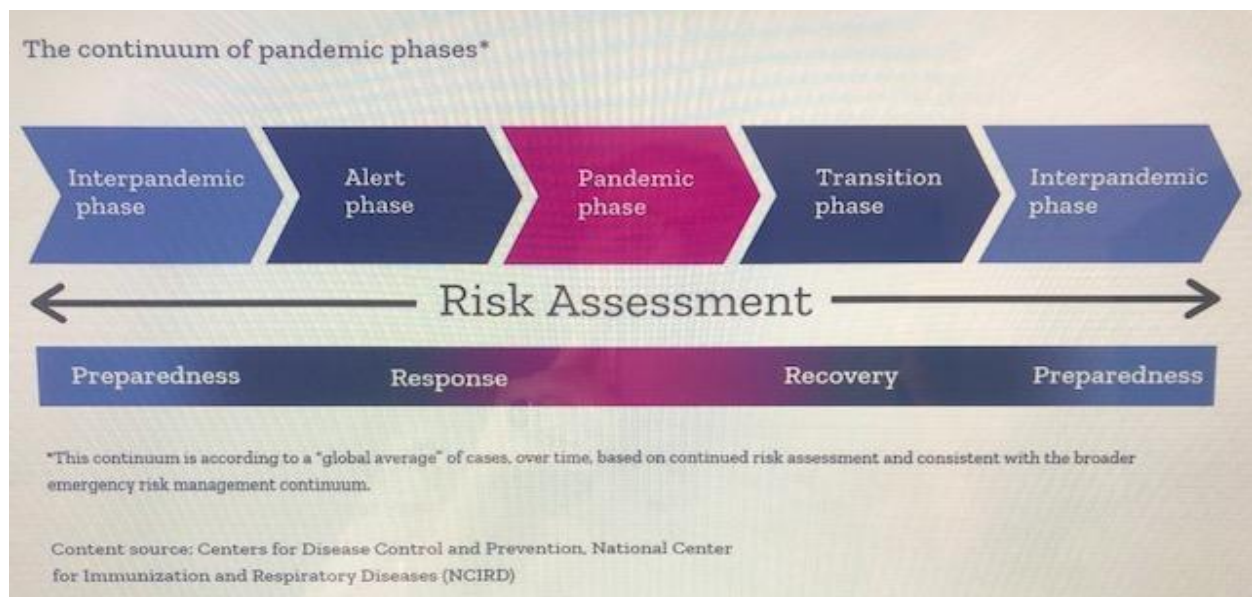 The continuum of pandemic phases*
Interpandemic
phase
Alert
phase
Pandemic
phase
Transition
phase
Interpandemic
phase
Risk Assessment
Preparedness
Response
Recovery
Preparedness
*This continuum is according to a "global average" of cases, over time, based on continued risk assessment and consistent with the broader
emergency risk management continuum.
Content source: Centers for Disease Control and Prevention, National Center
for Immunization and Respiratory Diseases (NCIRD)